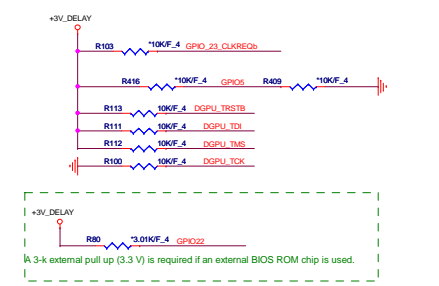 +3V_DELAY
R103 *10K/F_4 GPIO_23_CLKREQb
R416 *10K/F_4 GPIO5 R409 *10K/F_4
R113 10K/F_4 DGPU_TRSTB
R111 10K/F_4 DGPU_TDI
R112 10K/F_4 DGPU_TMS
R100 10K/F_4 DGPU_TCK
+3V_DELAY
R80 *3.01K/F_4 GPIO22
A 3-k external pull up (3.3 V) is required if an external BIOS ROM chip is used.